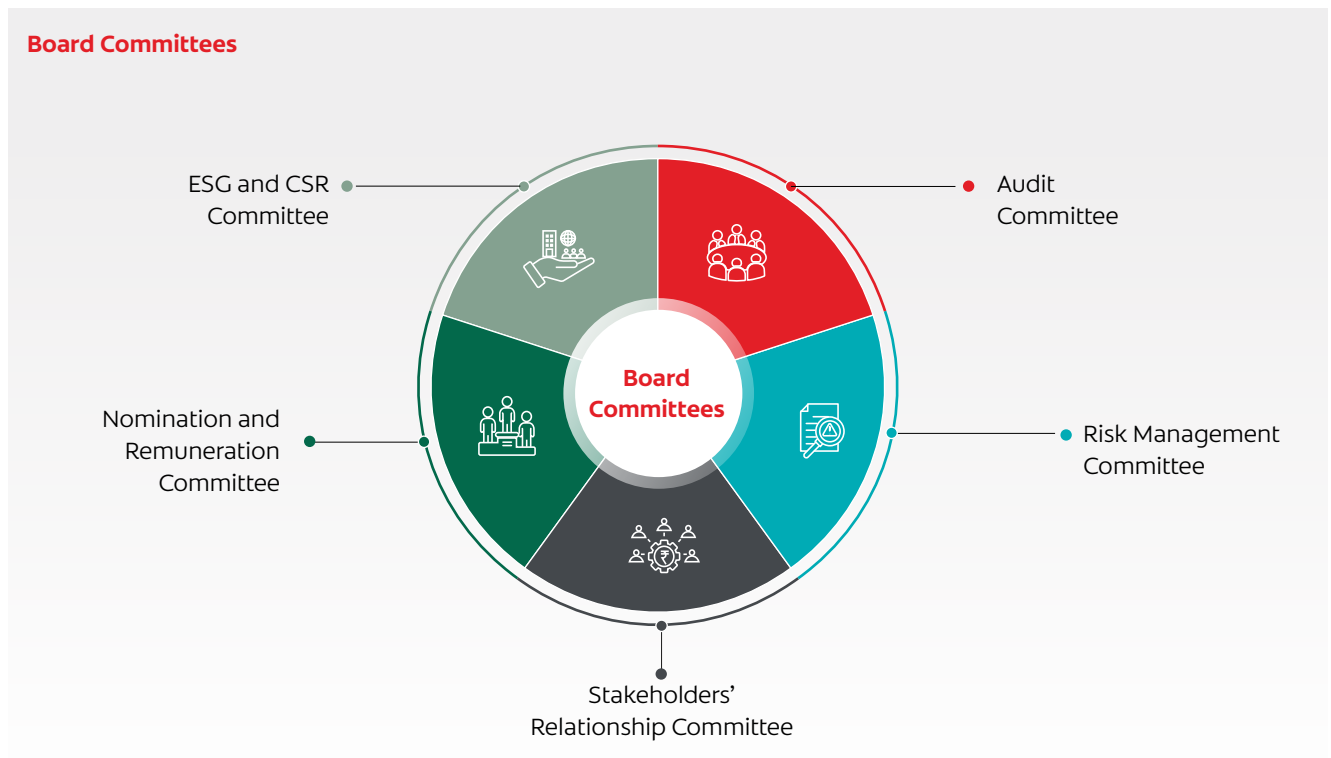 Board Committees
ESG and CSR
Committee
Audit
Committee
Board
Committees
Nomination and
Remuneration
Committee
Risk Management
Committee
₹
Stakeholders’
Relationship Committee